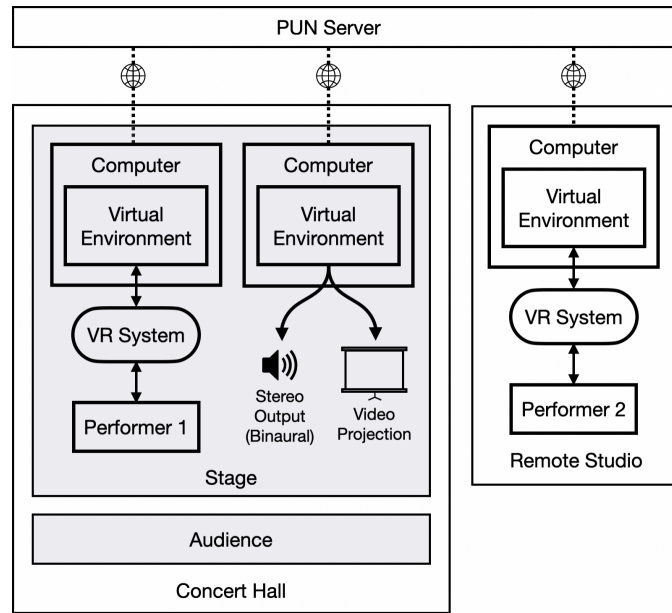 PUN Server
Computer
Virtual
Environment
VR System
Performer 1
Computer
Virtual
Environment
Stereo
Output
(Binaural)
Video
Projection
Stage
Audience
Concert Hall
Computer
Virtual
Environment
VR System
Performer 2
Remote Studio